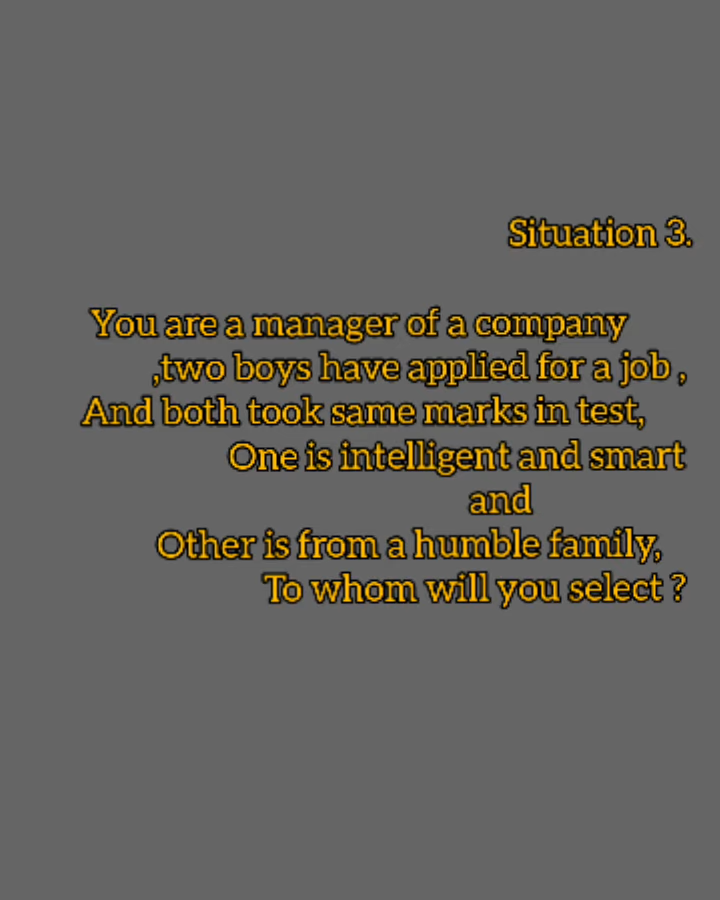 Situation 3.
You are a manager of a company
,two boys have applied for a job ,
And both took same marks in test,
One is intelligent and smart
and
Other is from a humble family,
To whom will you select ?